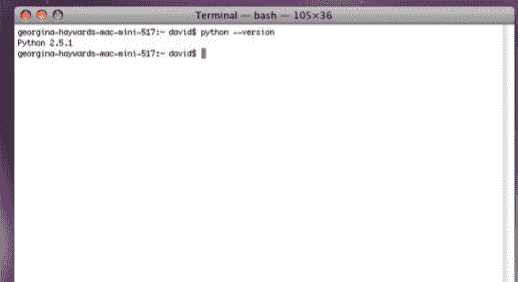 Terminal — bash — 105×36
georgina-haywards-mac-mini-517:~ david$ python --version
Python 2.5.1
georgina-haywards-mac-mini-517:~ david$